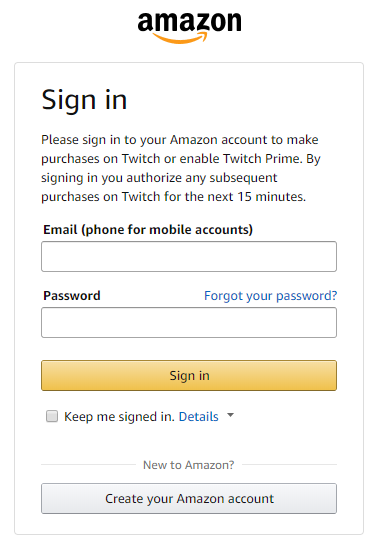 amazon
Sign in
Please sign in to your Amazon account to make
purchases on Twitch or enable Twitch Prime. By
signing in you authorize any subsequent
purchases on Twitch for the next 15 minutes.
Email (phone for mobile accounts)
Password Forgot your password?
Sign in
Keep me signed in. Details
New to Amazon?
Create your Amazon account